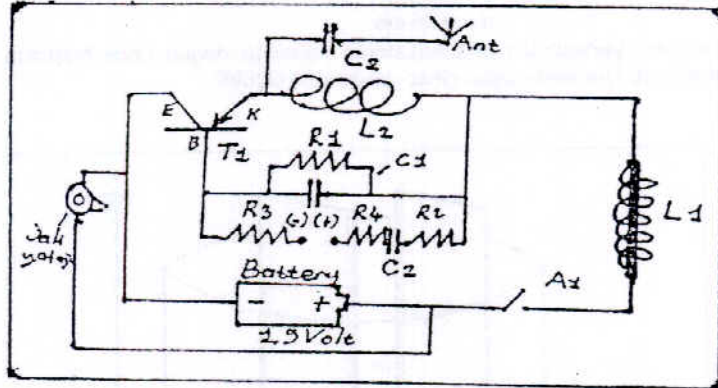 C2
Ant
E
K
B
T1
L2
R1
C1
R3
(-) (+)
R4
R2
C2
L1
A1
Battery
- +
1,5 Volt